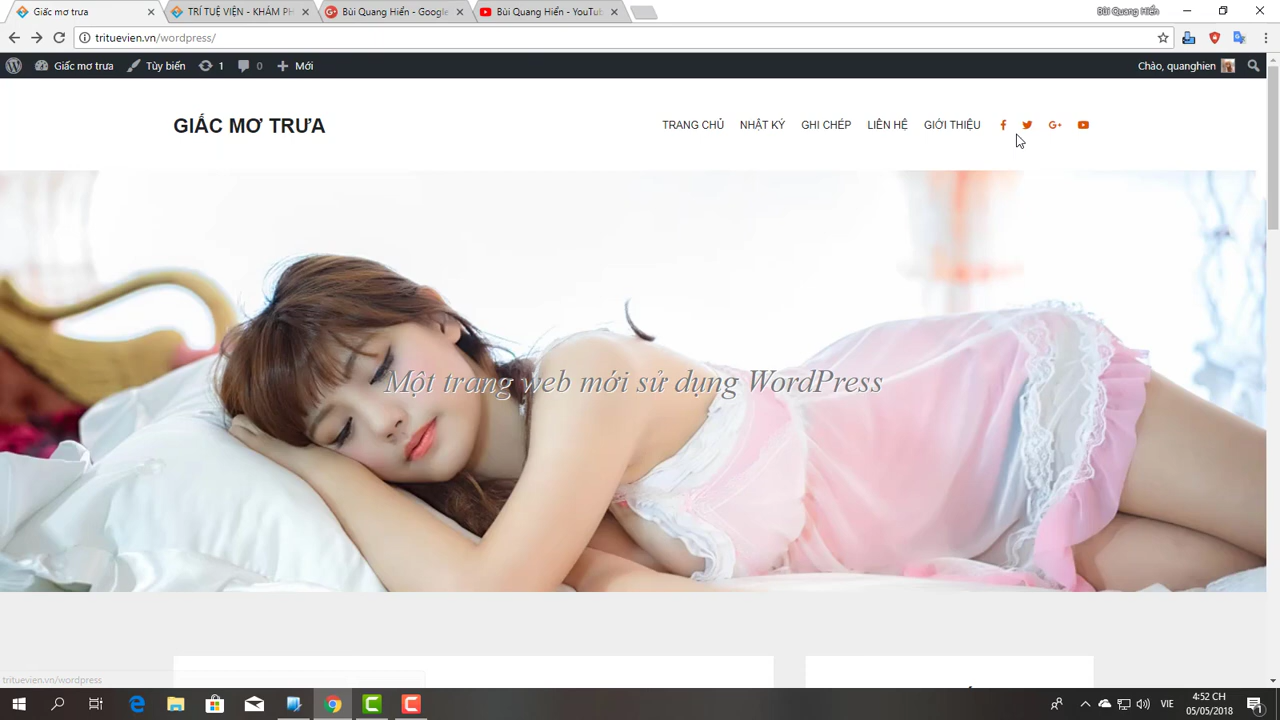 Giấc mơ trưa
TRÍ TUỆ VIỆN - KHÁM PH
Bùi Quang Hiển - Google
Bùi Quang Hiển - YouTub
Bùi Quang Hiển
trituevien.vn/wordpress/
Giấc mơ trưa
Tùy biến
1
0
Mới
Chào, quanghien
GIẤC MƠ TRƯA
TRANG CHỦ
NHẬT KÝ
GHI CHÉP
LIÊN HỆ
GIỚI THIỆU
Một trang web mới sử dụng WordPress
trituevien.vn/wordpress
VIE
4:52 CH
05/05/2018
1